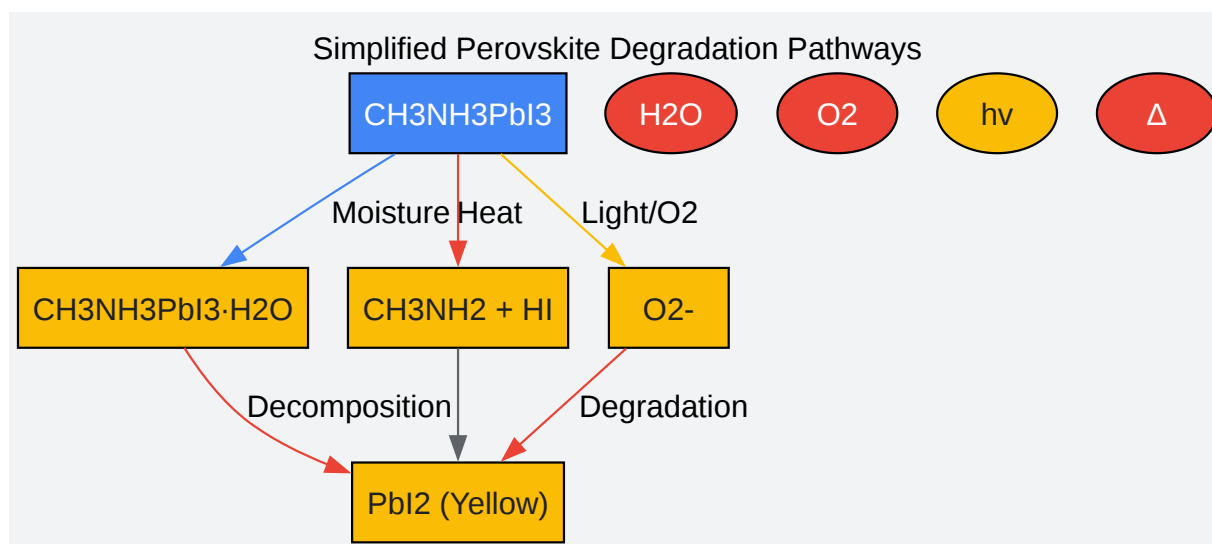 Simplified Perovskite Degradation Pathways
CH3NH3PbI3
H2O
O2
hν
Δ
Moisture
Heat
Light/O2
CH3NH3PbI3·H2O
CH3NH2 + HI
O2-
Decomposition
Degradation
PbI2 (Yellow)